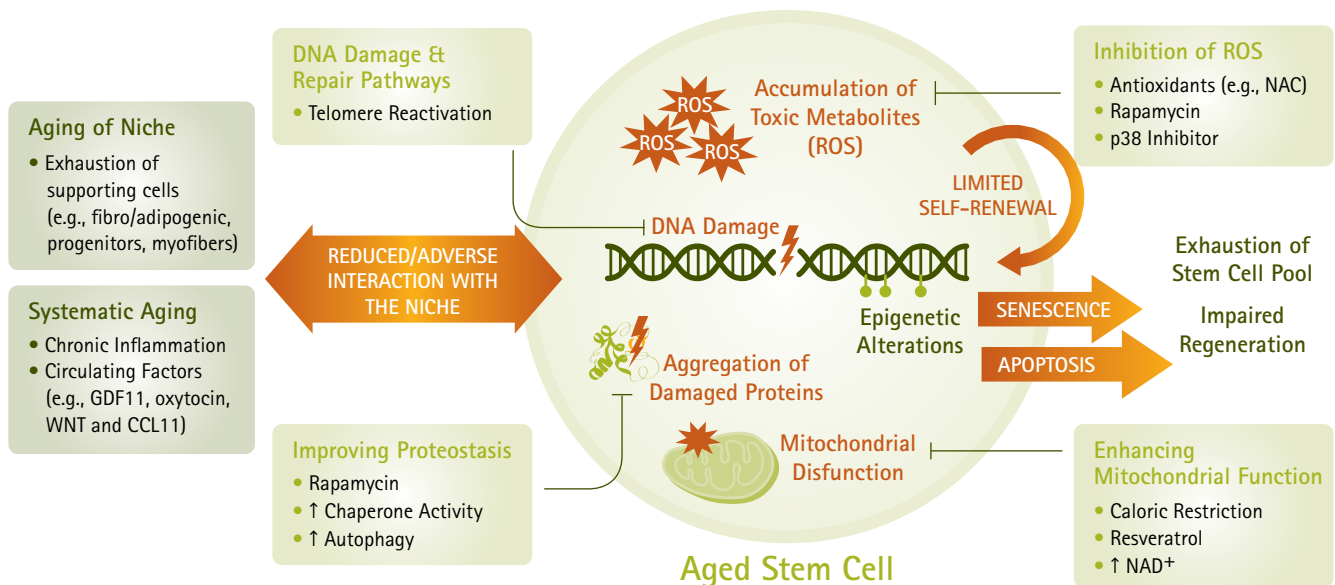 Aging of Niche
• Exhaustion of
supporting cells
(e.g., fibro/adipogenic,
progenitors, myofibers)
Systematic Aging
• Chronic Inflammation
• Circulating Factors
(e.g., GDF11, oxytocin,
WNT and CCL11)
DNA Damage &
Repair Pathways
• Telomere Reactivation
REDUCED/ADVERSE
INTERACTION WITH
THE NICHE
Improving Proteostasis
• Rapamycin
• ↑ Chaperone Activity
• ↑ Autophagy
ROS
ROS
ROS
Accumulation of
Toxic Metabolites
(ROS)
LIMITED
SELF-RENEWAL
DNA Damage
Epigenetic
Alterations
Aggregation of
Damaged Proteins
Mitochondrial
Disfunction
Aged Stem Cell
Inhibition of ROS
• Antioxidants (e.g., NAC)
• Rapamycin
• p38 Inhibitor
SENESCENCE
APOPTOSIS
Exhaustion of
Stem Cell Pool
Impaired
Regeneration
Enhancing
Mitochondrial Function
• Caloric Restriction
• Resveratrol
• ↑ NAD⁺